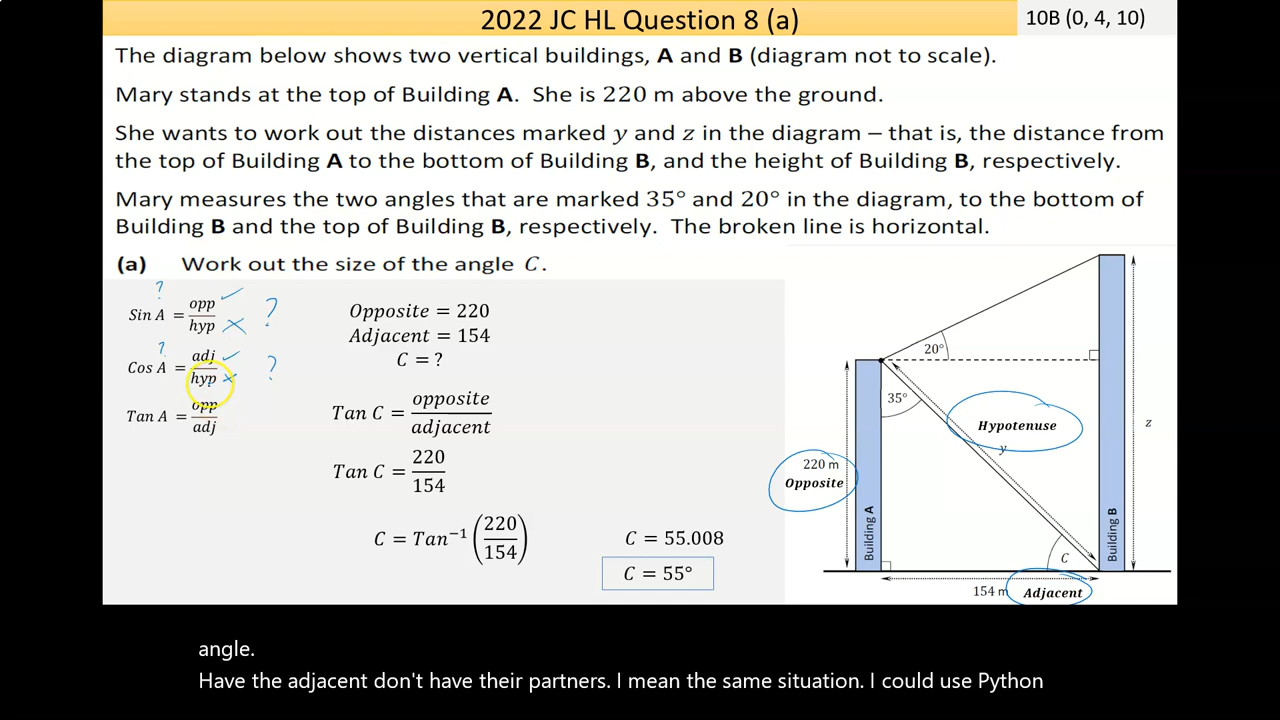 2022 JC HL Question 8 (a)
10B (0, 4, 10)
The diagram below shows two vertical buildings, A and B (diagram not to scale).
Mary stands at the top of Building A. She is 220 m above the ground.
She wants to work out the distances marked y and z in the diagram – that is, the distance from
the top of Building A to the bottom of Building B, and the height of Building B, respectively.
Mary measures the two angles that are marked 35° and 20° in the diagram, to the bottom of
Building B and the top of Building B, respectively. The broken line is horizontal.
(a) Work out the size of the angle C.
?
Sin A = opp/hyp ✓ ✗ ?
?
Cos A = adj/hyp ✓ ✗ ?
Tan A = opp/adj
Opposite = 220
Adjacent = 154
C = ?
Tan C = opposite/adjacent
Tan C = 220/154
C = Tan⁻¹ (220/154)
C = 55.008
C = 55°
20°
35°
Hypotenuse
y
z
220 m
Opposite
Building A
Building B
C
154 m
Adjacent
angle.
Have the adjacent don't have their partners. I mean the same situation. I could use Python